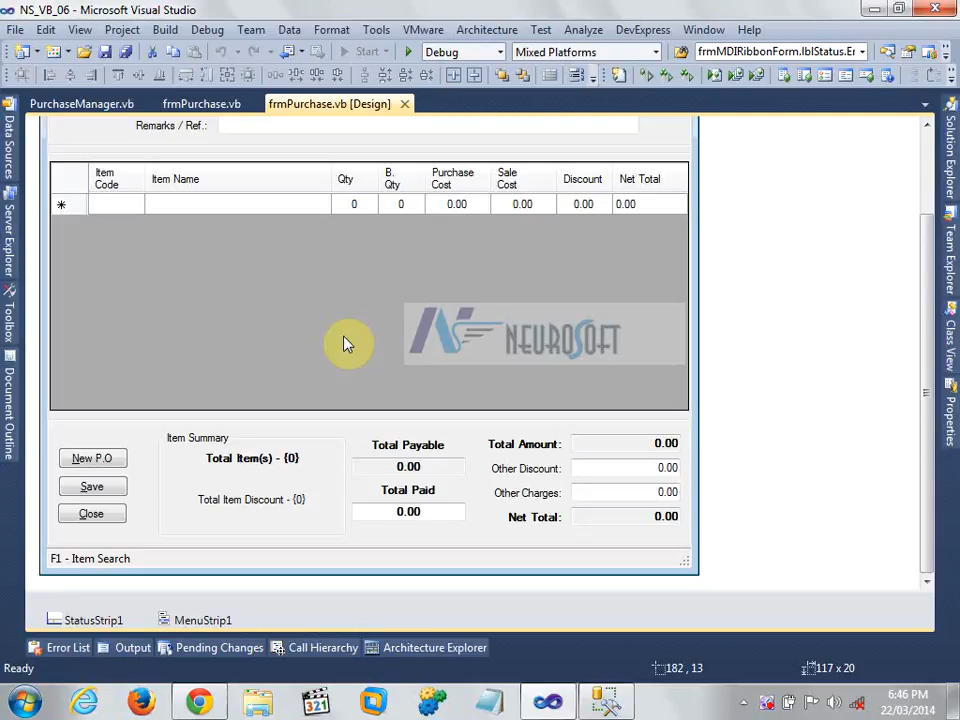 NS_VB_06 - Microsoft Visual Studio
File Edit View Project Build Debug Team Data Format Tools VMware Architecture Test Analyze DevExpress Window Help
Start Debug Mixed Platforms frmMDIRibbonForm.lblStatus.Er
PurchaseManager.vb frmPurchase.vb frmPurchase.vb [Design]
Data Sources
Server Explorer
Toolbox
Document Outline
Remarks / Ref.:
Item Code Item Name Qty B. Qty Purchase Cost Sale Cost Discount Net Total
0 0 0.00 0.00 0.00 0.00
NEUROSOFT
New P.O
Save
Close
Item Summary
Total Item(s) - {0}
Total Item Discount - {0}
Total Payable
0.00
Total Paid
0.00
Total Amount: 0.00
Other Discount: 0.00
Other Charges: 0.00
Net Total: 0.00
F1 - Item Search
Solution Explorer
Team Explorer
Class View
Properties
StatusStrip1 MenuStrip1
Error List Output Pending Changes Call Hierarchy Architecture Explorer
Ready 182 , 13 117 x 20
321
6:46 PM
22/03/2014